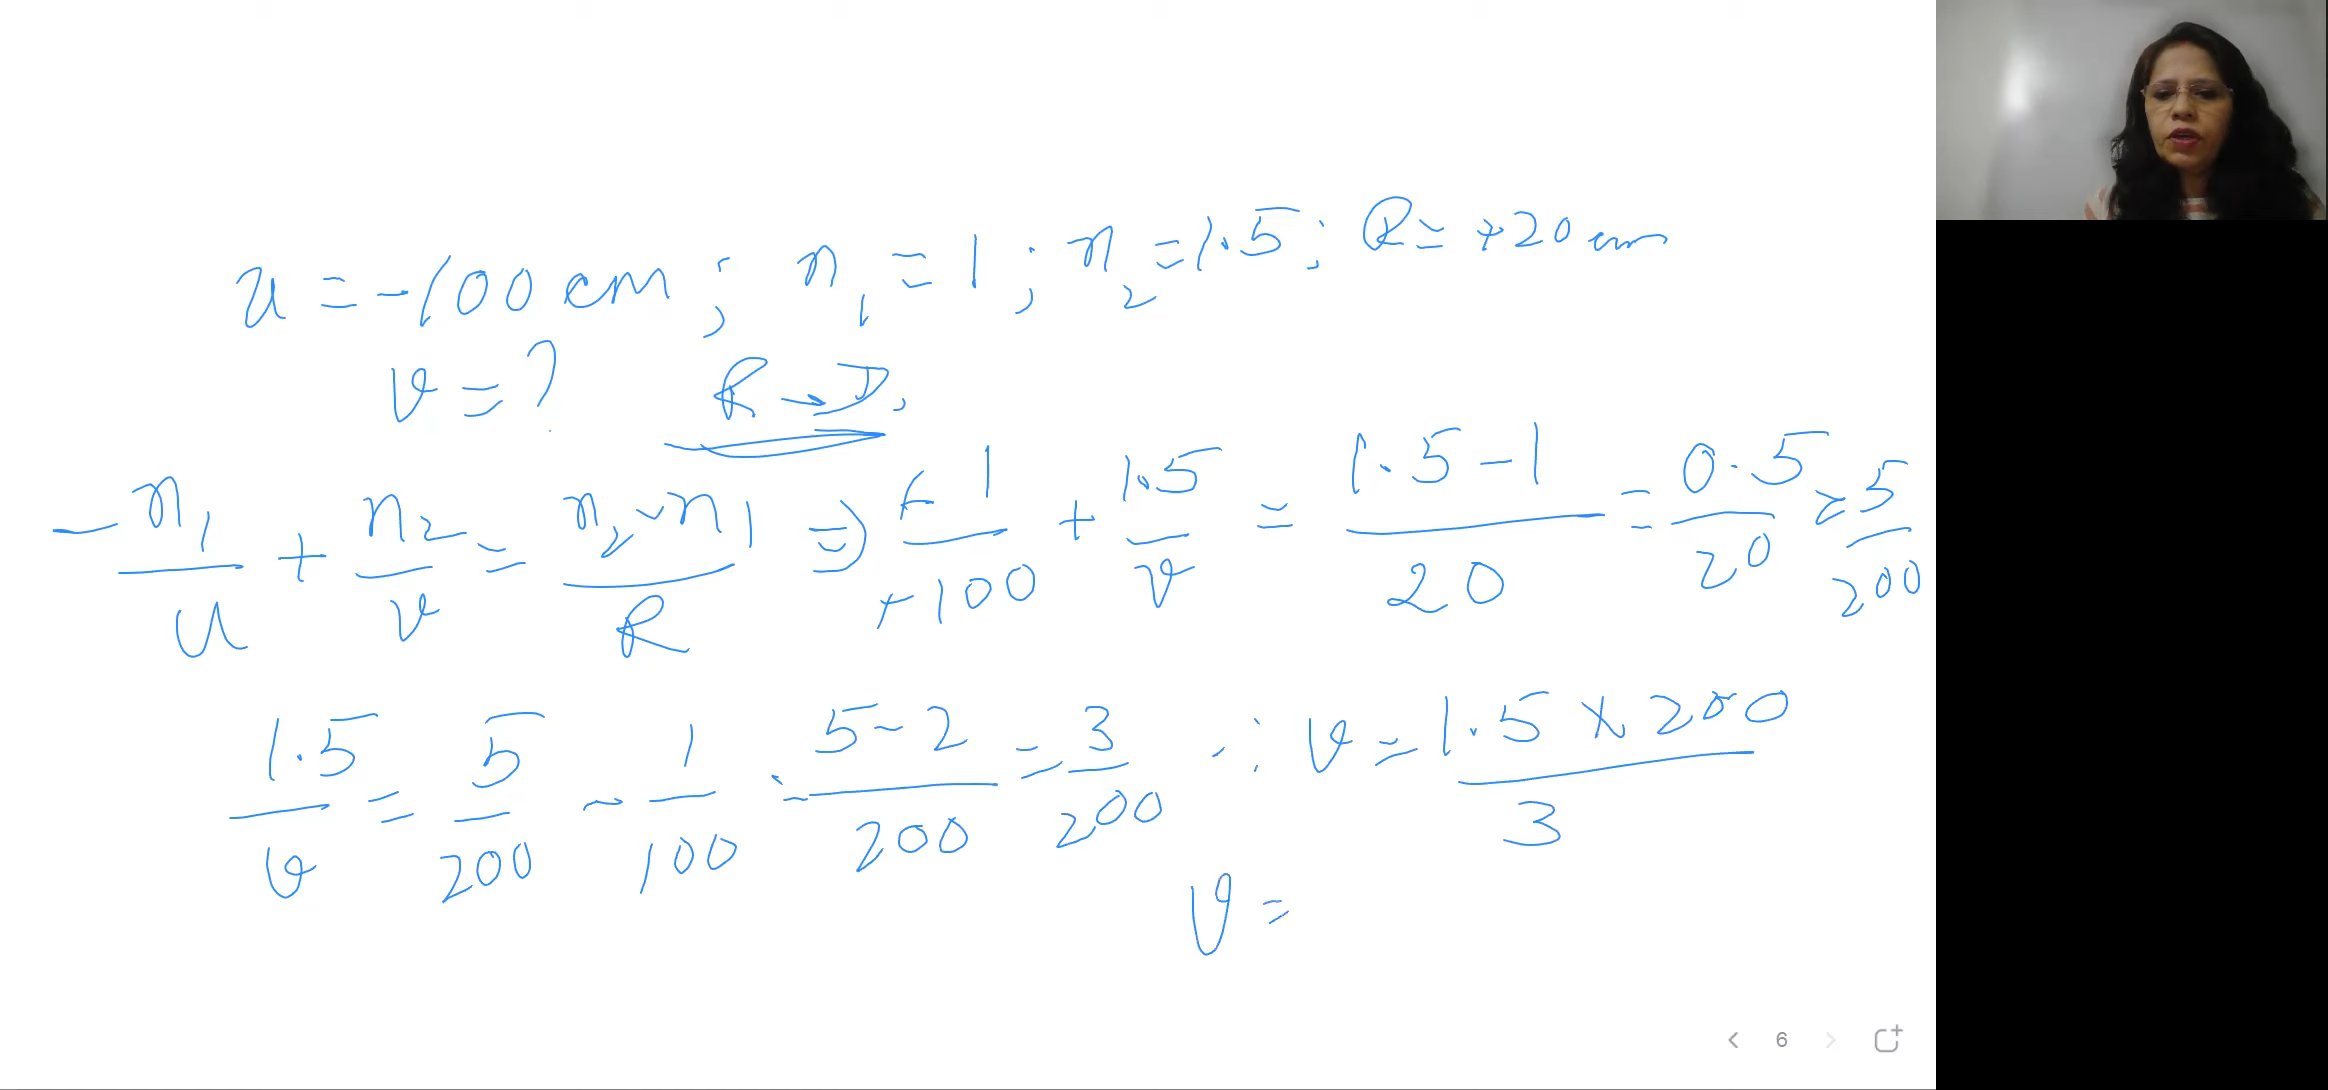 u = -100 cm ; n₁ = 1 ; n₂ = 1.5 ; R = +20 cm
v = ? R → D.
- n₁/u + n₂/v = n₂ - n₁/R ⇒ +1/+100 + 1.5/v = 1.5 - 1/20 = 0.5/20 = 5/200
1.5/v = 5/200 - 1/100 = 5 - 2/200 = 3/200 ∴ v = 1.5 × 200/3
v =
6